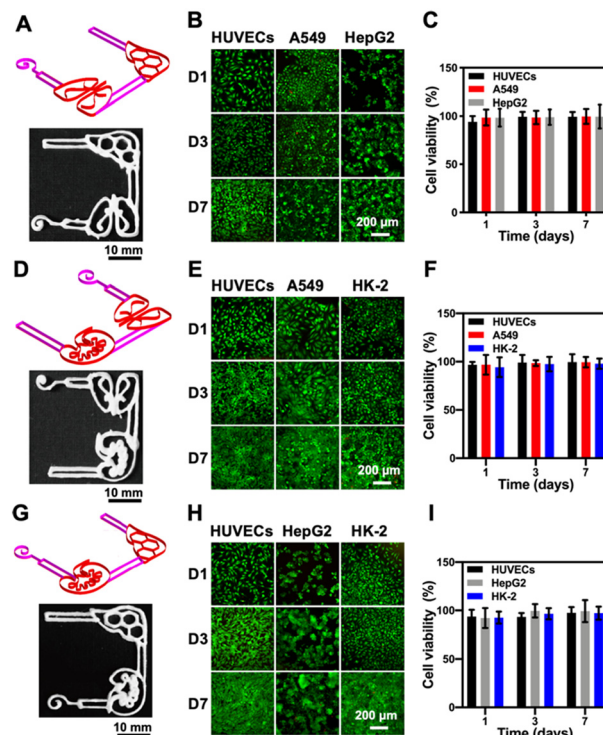 A
10 mm
B
HUVECs A549 HepG2
D1
D3
D7
200 µm
C
Cell viability (%)
150
100
50
0
HUVECs
A549
HepG2
1 3 7
Time (days)
D
10 mm
E
HUVECs A549 HK-2
D1
D3
D7
200 µm
F
Cell viability (%)
150
100
50
0
HUVECs
A549
HK-2
1 3 7
Time (days)
G
10 mm
H
HUVECs HepG2 HK-2
D1
D3
D7
200 µm
I
Cell viability (%)
150
100
50
0
HUVECs
HepG2
HK-2
1 3 7
Time (days)